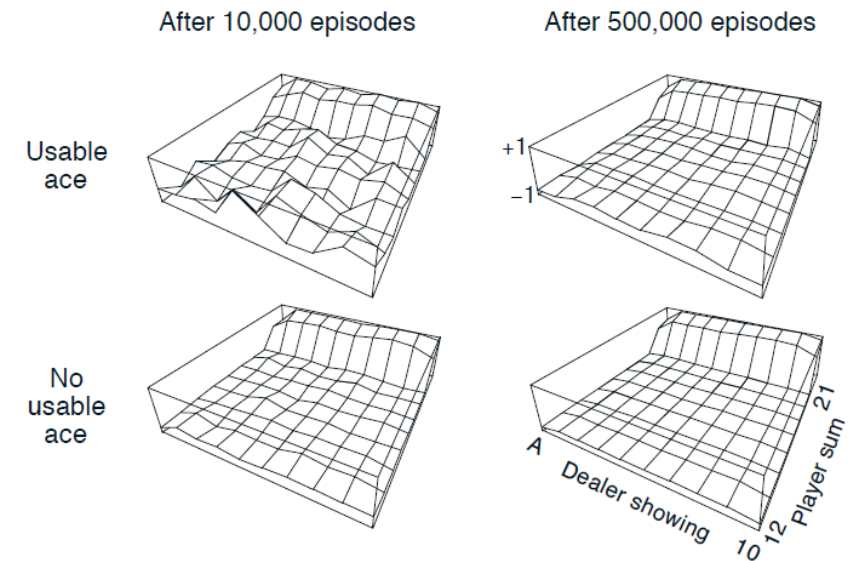 After 10,000 episodes
After 500,000 episodes
Usable
ace
+1
−1
No
usable
ace
A
Dealer showing
10
12
Player sum
21